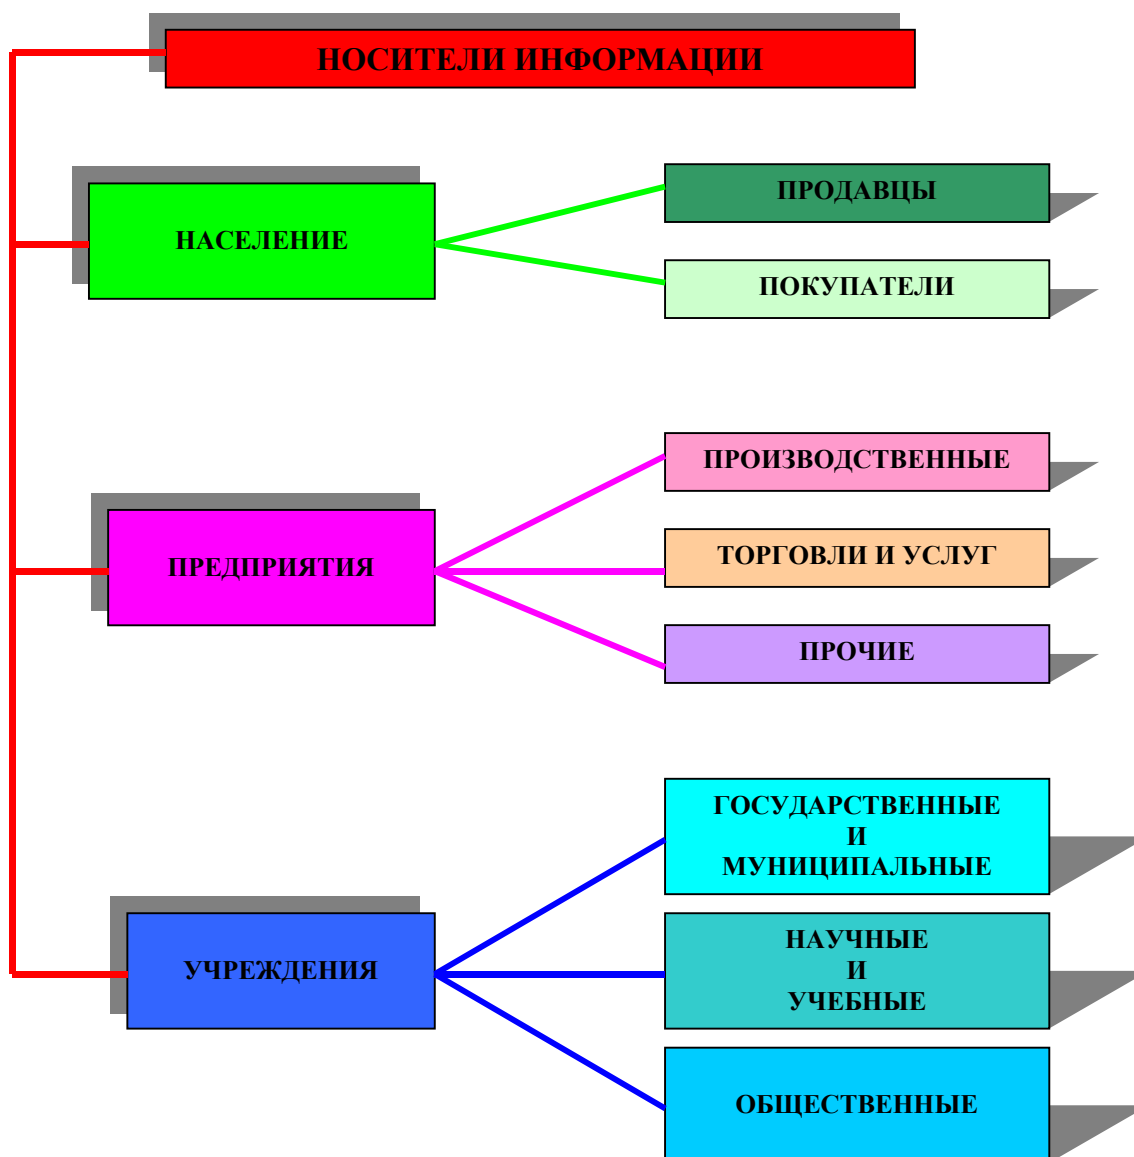 НОСИТЕЛИ ИНФОРМАЦИИ
НАСЕЛЕНИЕ
ПРОДАВЦЫ
ПОКУПАТЕЛИ
ПРЕДПРИЯТИЯ
ПРОИЗВОДСТВЕННЫЕ
ТОРГОВЛИ И УСЛУГ
ПРОЧИЕ
УЧРЕЖДЕНИЯ
ГОСУДАРСТВЕННЫЕ
И
МУНИЦИПАЛЬНЫЕ
НАУЧНЫЕ
И
УЧЕБНЫЕ
ОБЩЕСТВЕННЫЕ